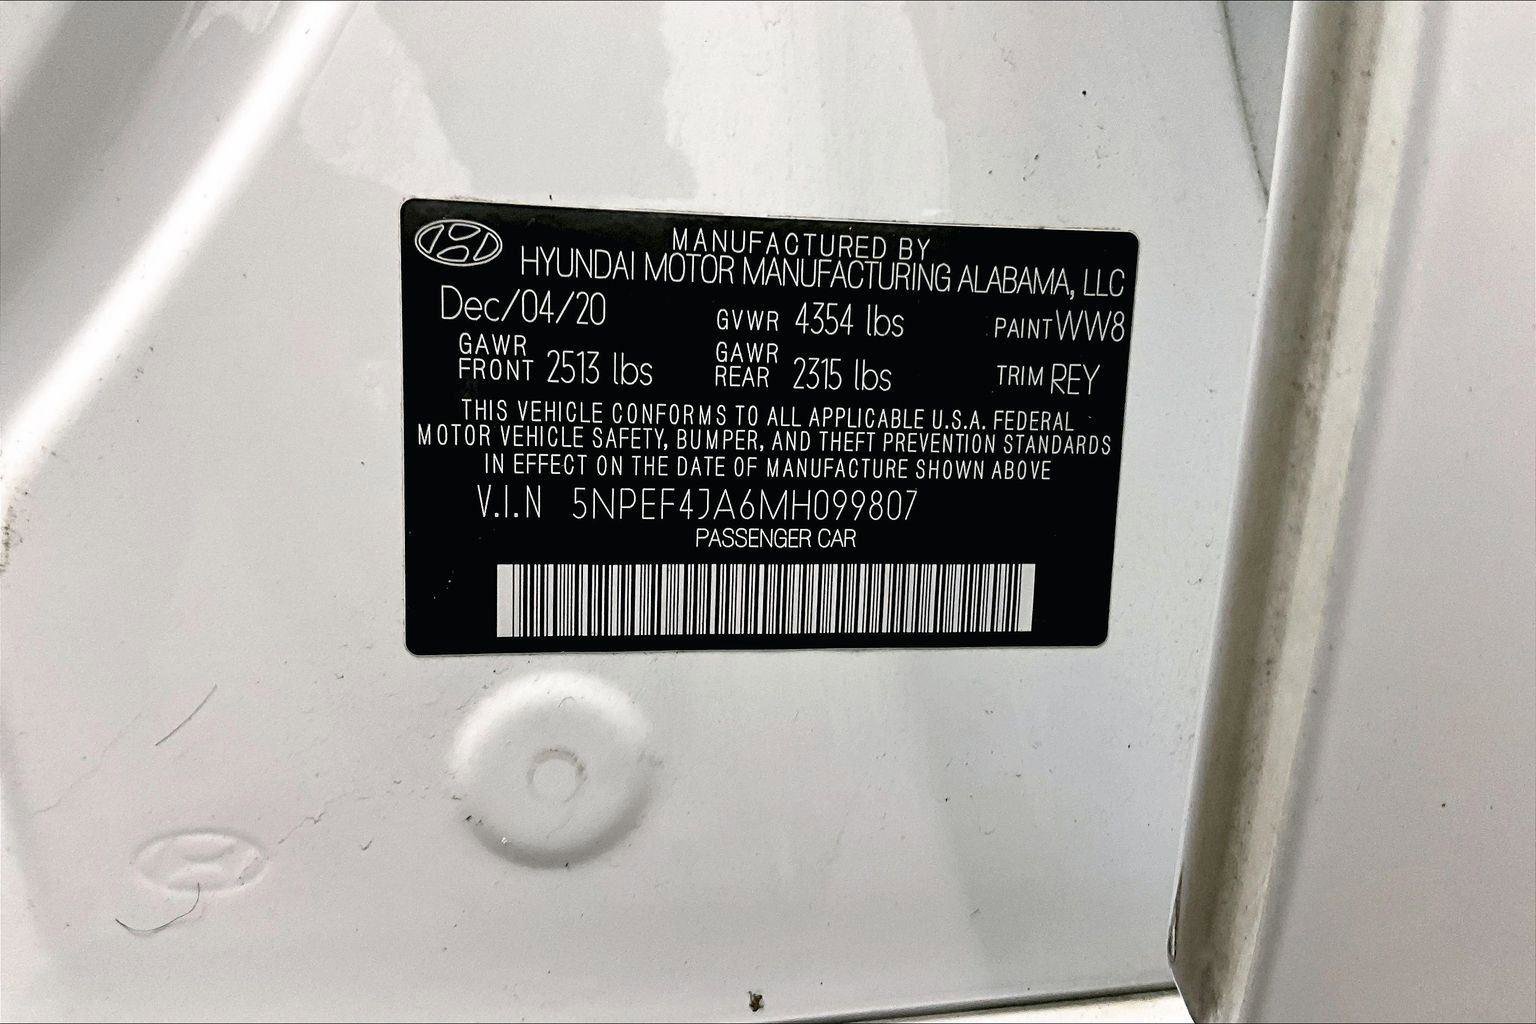 MANUFACTURED BY
HYUNDAI MOTOR MANUFACTURING ALABAMA, LLC
Dec/04/20 GVWR 4354 lbs PAINT WW8
GAWR FRONT 2513 lbs GAWR REAR 2315 lbs TRIM REY
THIS VEHICLE CONFORMS TO ALL APPLICABLE U.S.A. FEDERAL
MOTOR VEHICLE SAFETY, BUMPER, AND THEFT PREVENTION STANDARDS
IN EFFECT ON THE DATE OF MANUFACTURE SHOWN ABOVE
V.I.N 5NPEF4JA6MH099807
PASSENGER CAR